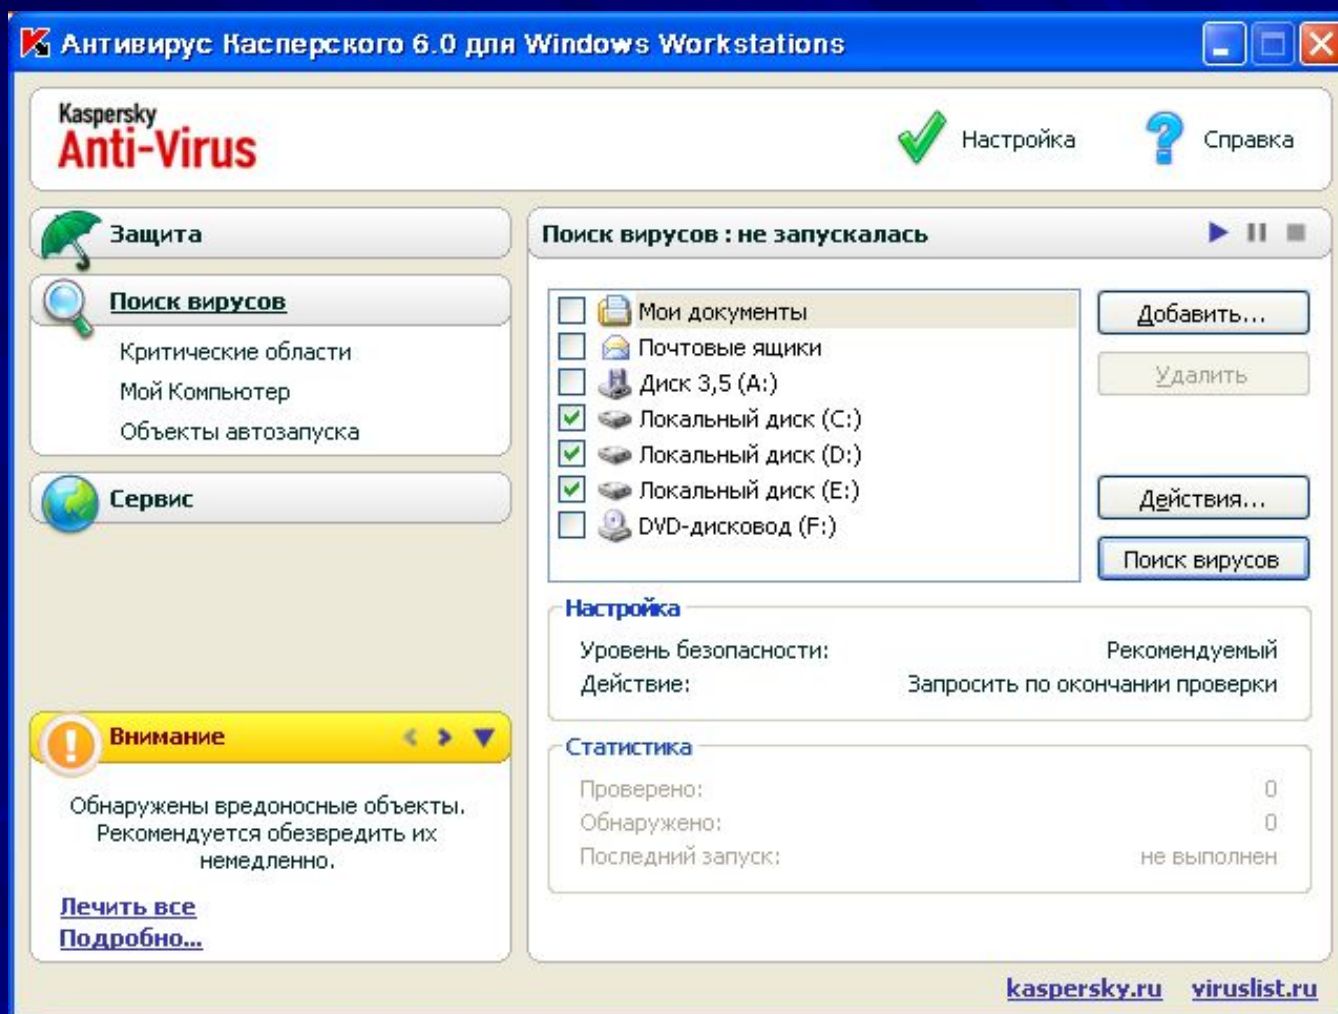 Антивирус Касперского 6.0 для Windows Workstations
Kaspersky
Anti-Virus
Настройка
Справка
Защита
Поиск вирусов
Критические области
Мой Компьютер
Объекты автозапуска
Сервис
Внимание
Обнаружены вредоносные объекты.
Рекомендуется обезвредить их
немедленно.
Лечить все
Подробно...
Поиск вирусов : не запускалась
Мои документы
Почтовые ящики
Диск 3,5 (A:)
Локальный диск (C:)
Локальный диск (D:)
Локальный диск (E:)
DVD-дисковод (F:)
Добавить...
Удалить
Действия...
Поиск вирусов
Настройка
Уровень безопасности: Рекомендуемый
Действие: Запросить по окончании проверки
Статистика
Проверено: 0
Обнаружено: 0
Последний запуск: не выполнен
kaspersky.ru viruslist.ru